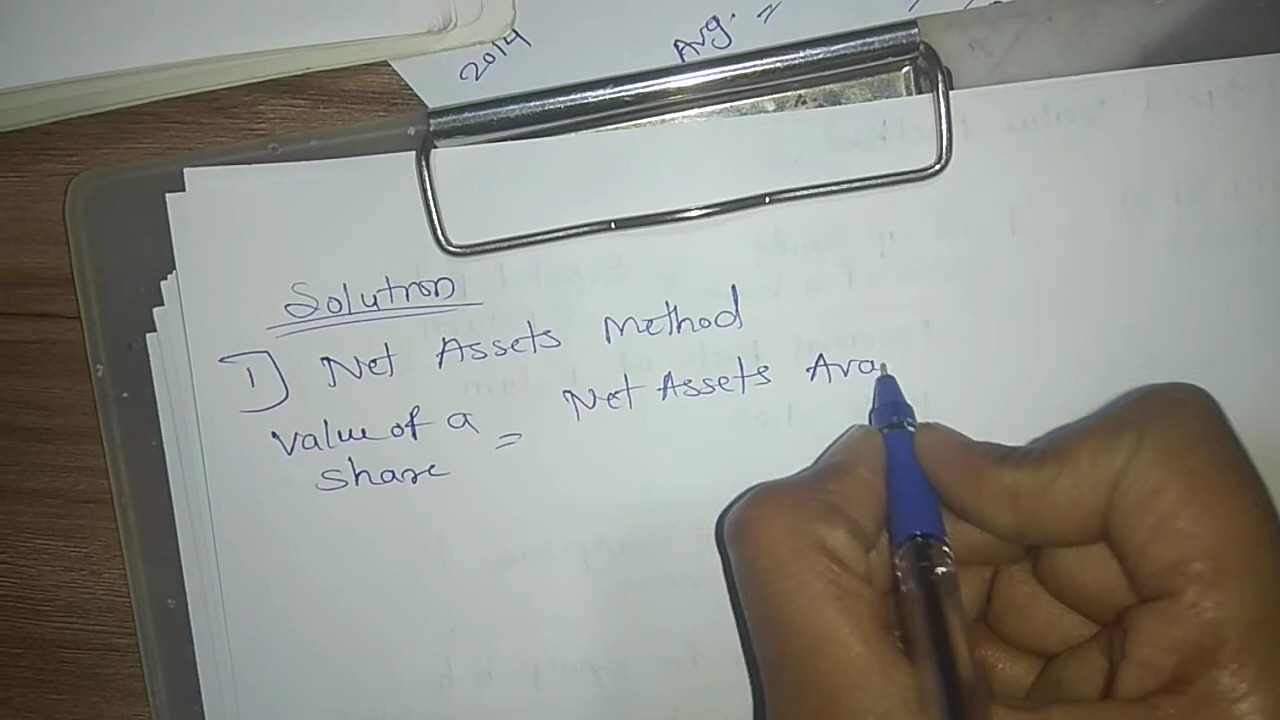 2014 Avg. =
Solution
1) Net Assets Method
Value of a = Net Assets Ava
share